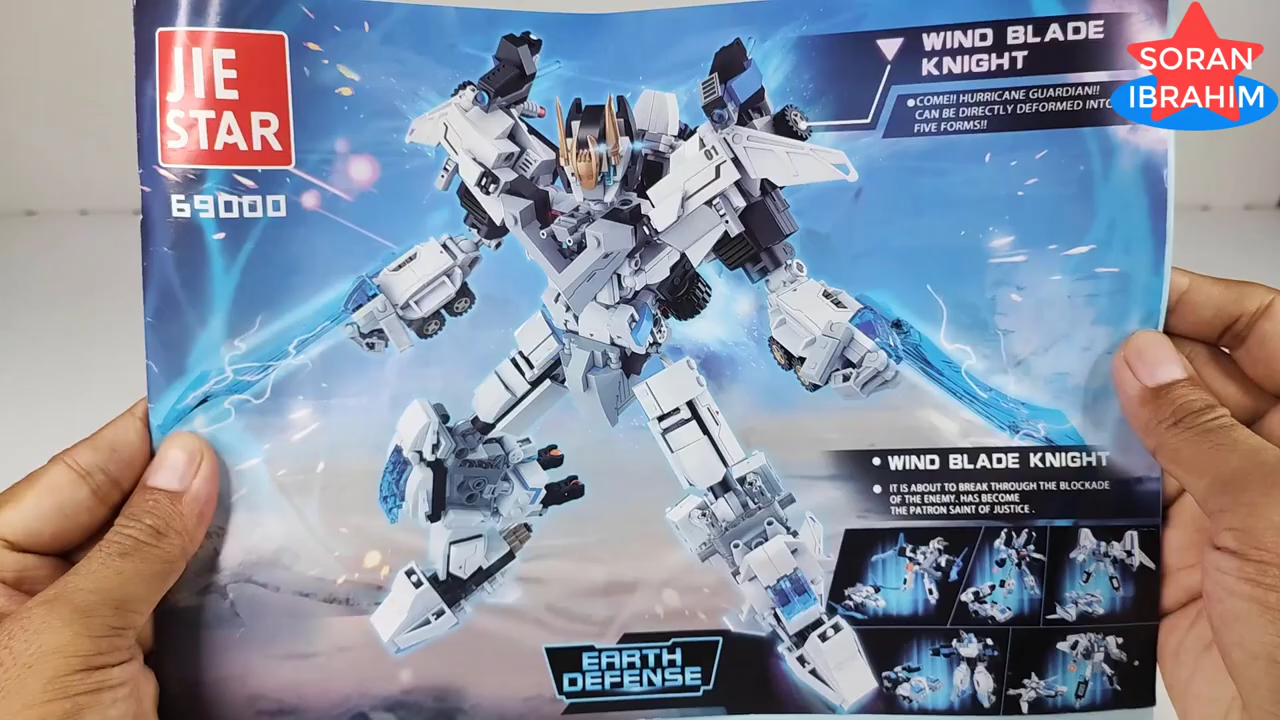 JIE
STAR
69000
WIND BLADE
KNIGHT
COME!! HURRICANE GUARDIAN!!
CAN BE DIRECTLY DEFORMED INTO
FIVE FORMS!!
SORAN
IBRAHIM
01
• WIND BLADE KNIGHT
• IT IS ABOUT TO BREAK THROUGH THE BLOCKADE
OF THE ENEMY. HAS BECOME
THE PATRON SAINT OF JUSTICE .
EARTH
DEFENSE